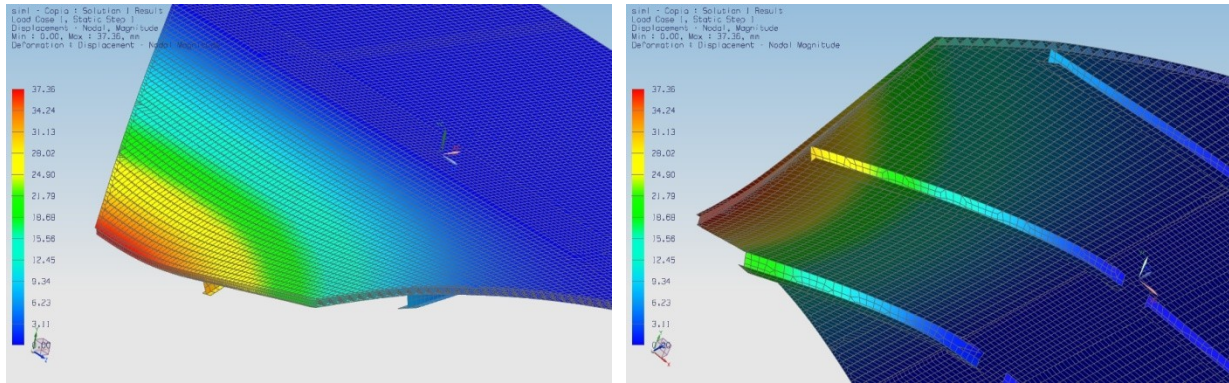 sim1 - Copia : Solution 1 Result
Load Case 1, Static Step 1
Displacement - Nodal, Magnitude
Min : 0.00, Max : 37.36, mm
Deformation : Displacement - Nodal Magnitude
37.36
34.24
31.13
28.02
24.90
21.79
18.68
15.56
12.45
9.34
6.23
3.11
0.00
sim1 - Copia : Solution 1 Result
Load Case 1, Static Step 1
Displacement - Nodal, Magnitude
Min : 0.00, Max : 37.36, mm
Deformation : Displacement - Nodal Magnitude
37.36
34.24
31.13
28.02
24.90
21.79
18.68
15.56
12.45
9.34
6.23
3.11
0.00